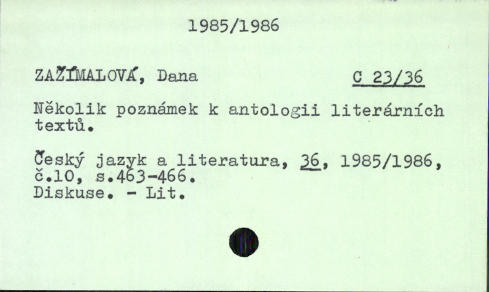 1985/1986
ZAŽÍMALOVÁ, Dana C 23/36
Několik poznámek k antologii literárních
textů.
Český jazyk a literatura, 36, 1985/1986,
č.10, s.463-466.
Diskuse. - Lit.